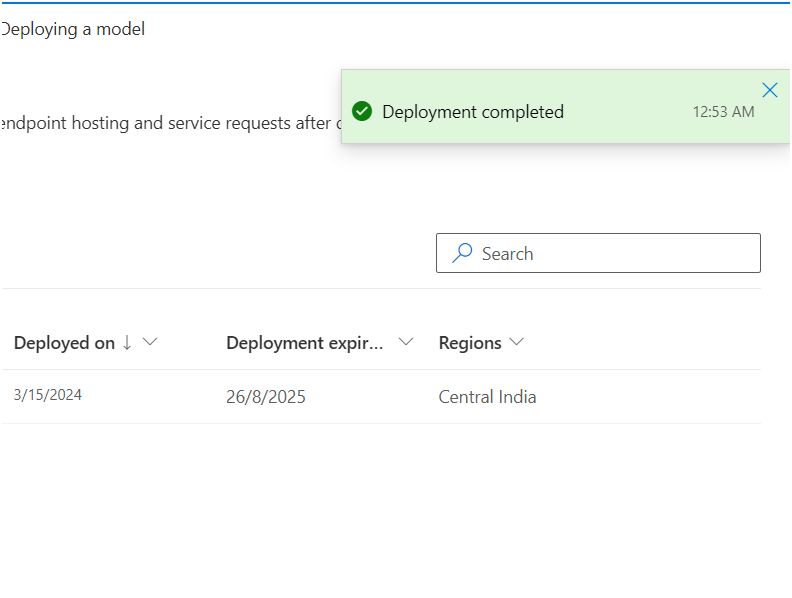 Deploying a model
Deployment completed
12:53 AM
endpoint hosting and service requests after
Search
Deployed on
Deployment expir...
Regions
3/15/2024
26/8/2025
Central India